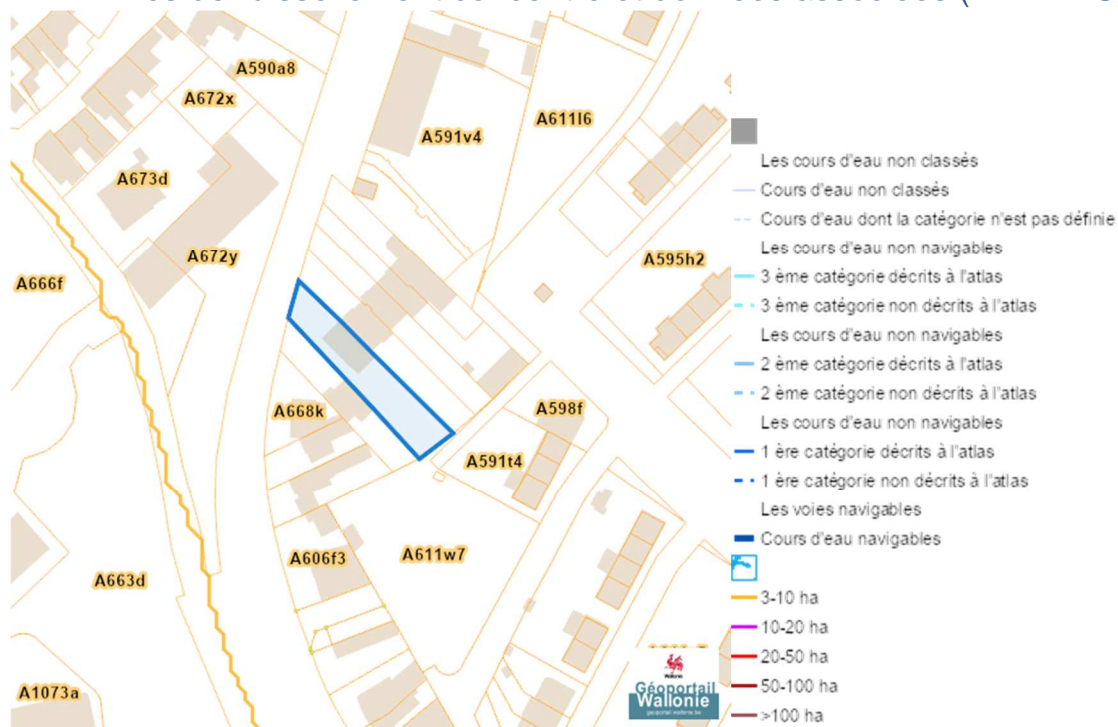 A590a8
A672x
A591v4
A611l6
A673d
A672y
A595h2
A666f
A668k
A598f
A591t4
A606f3
A611w7
A663d
A1073a
Wallonie
Géoportail
Wallonie
geoportail.wallonie.be
Les cours d'eau non classés
Cours d'eau non classés
Cours d'eau dont la catégorie n'est pas définie
Les cours d'eau non navigables
3 ème catégorie décrits à l'atlas
3 ème catégorie non décrits à l'atlas
Les cours d'eau non navigables
2 ème catégorie décrits à l'atlas
2 ème catégorie non décrits à l'atlas
Les cours d'eau non navigables
1 ère catégorie décrits à l'atlas
1 ère catégorie non décrits à l'atlas
Les voies navigables
Cours d'eau navigables
3-10 ha
10-20 ha
20-50 ha
50-100 ha
>100 ha